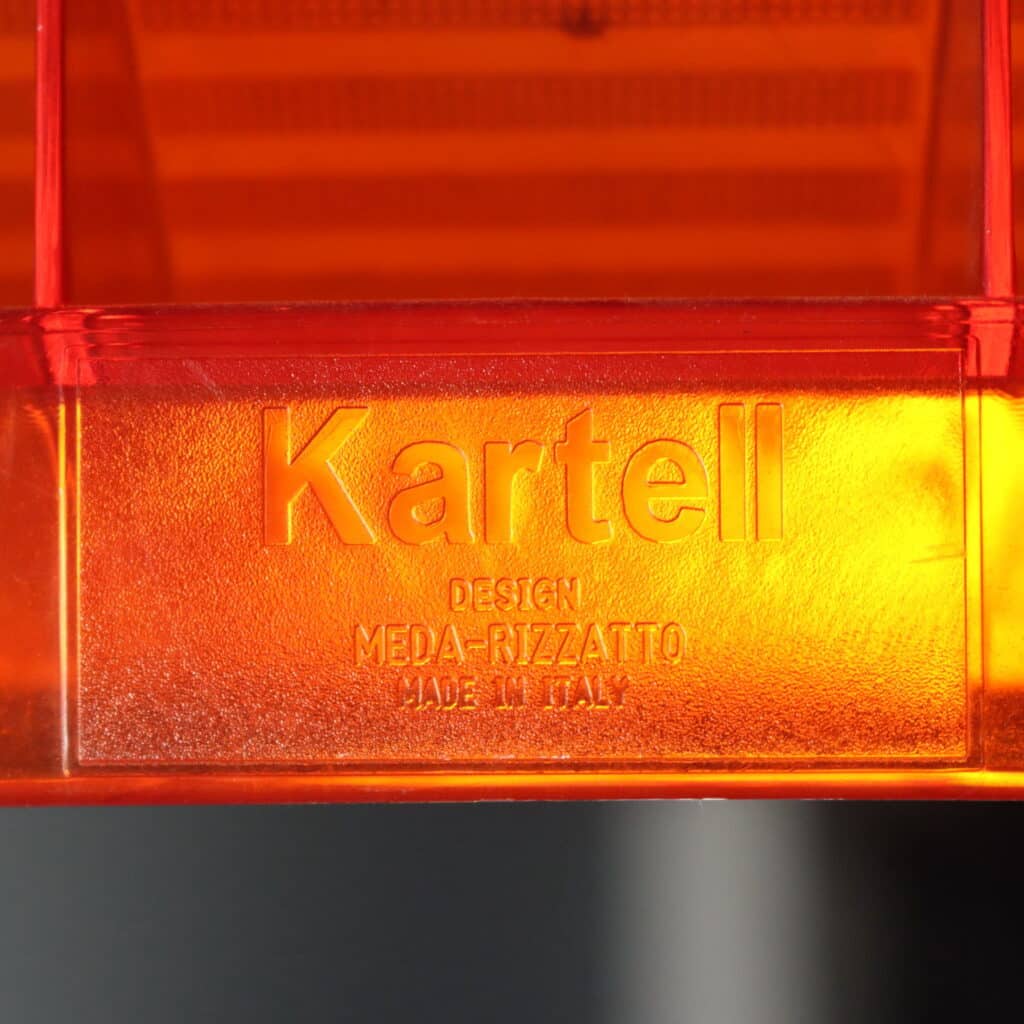 Kartell
DESIGN
MEDA-RIZZATTO
MADE IN ITALY